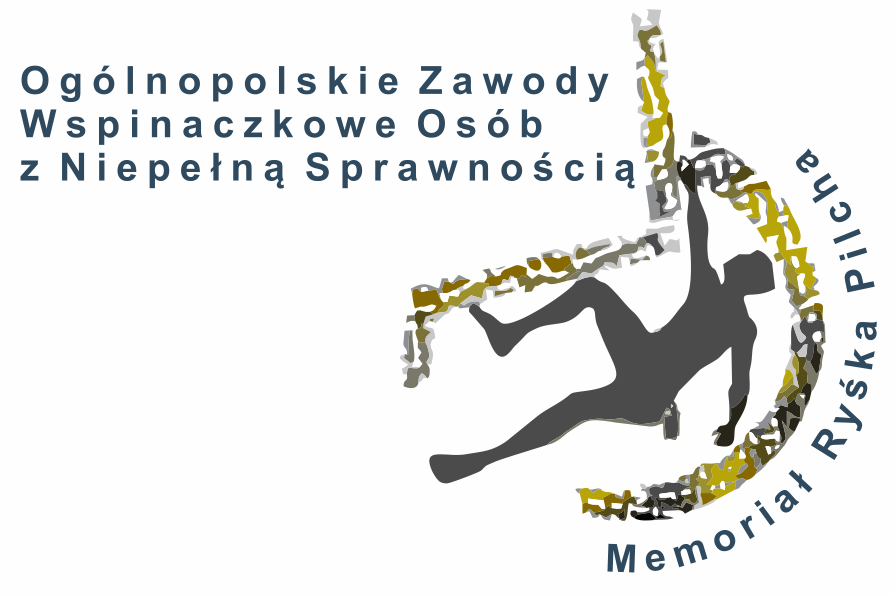 Ogólnopolskie Zawody
Wspinaczkowe Osób
z Niepełną Sprawnością
Memoriał Ryśka Pilcha